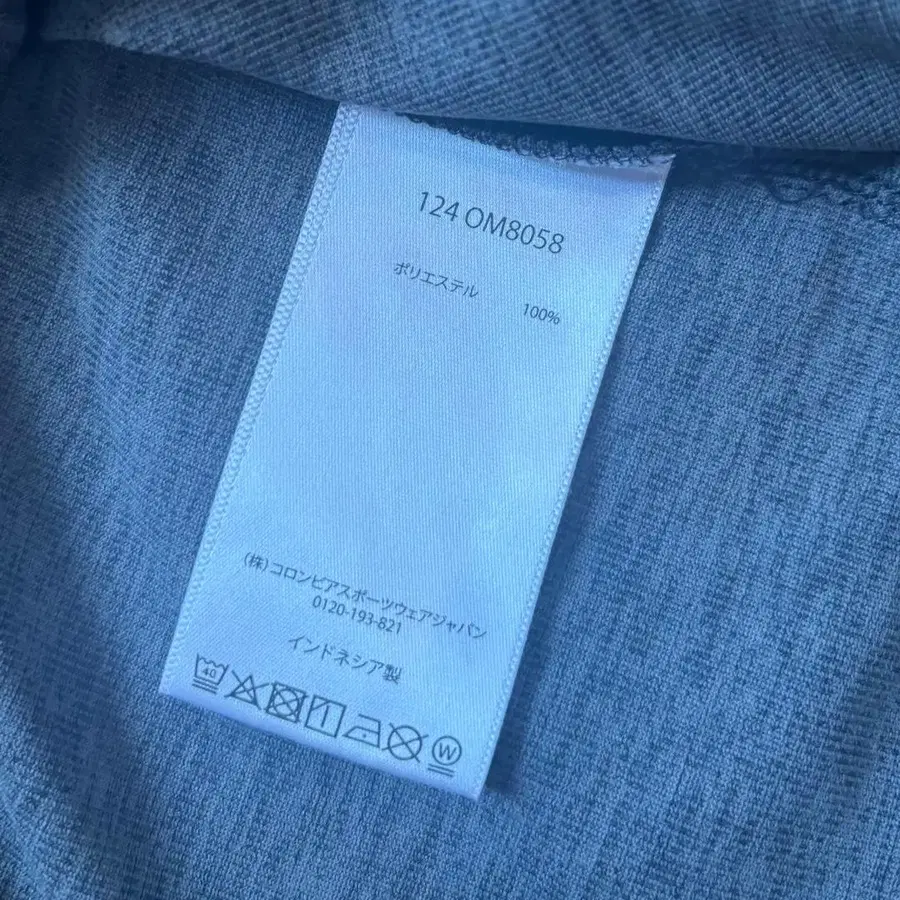 124 OM8058
ポリエステル 100%
(株)コロンビアスポーツウェアジャパン
0120-193-821
インドネシア製
40 W